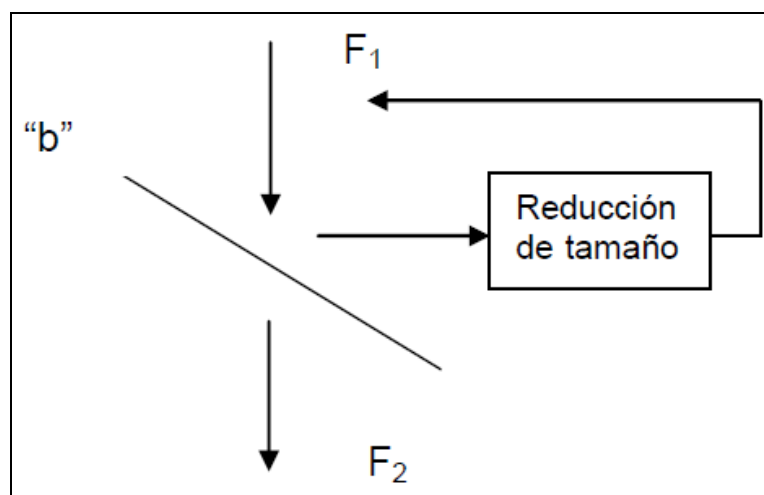 F₁
“b”
Reducción
de tamaño
F₂